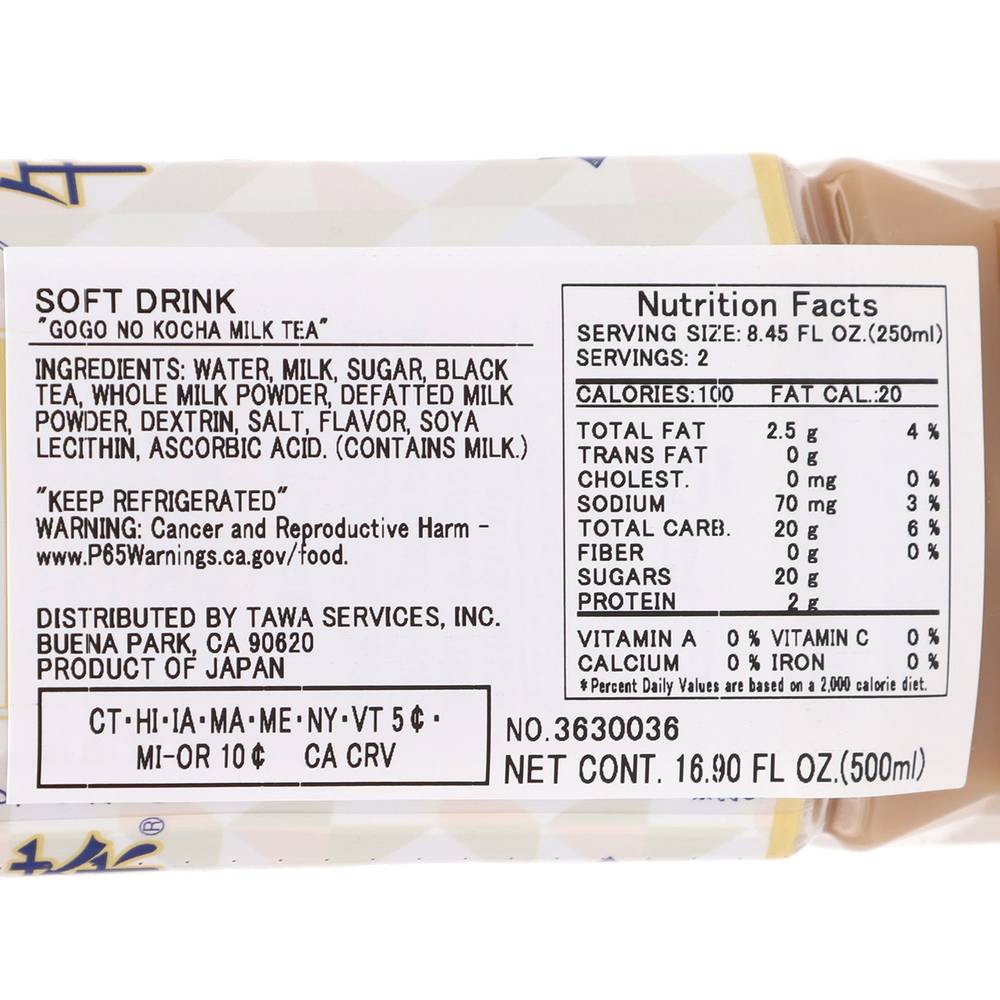 SOFT DRINK
"GOGO NO KOCHA MILK TEA"
INGREDIENTS: WATER, MILK, SUGAR, BLACK
TEA, WHOLE MILK POWDER, DEFATTED MILK
POWDER, DEXTRIN, SALT, FLAVOR, SOYA
LECITHIN, ASCORBIC ACID. (CONTAINS MILK.)
"KEEP REFRIGERATED"
WARNING: Cancer and Reproductive Harm -
www.P65Warnings.ca.gov/food.
DISTRIBUTED BY TAWA SERVICES, INC.
BUENA PARK, CA 90620
PRODUCT OF JAPAN
CT·HI·IA·MA·ME·NY·VT 5¢·
MI-OR 10¢ CA CRV
Nutrition Facts
SERVING SIZE: 8.45 FL OZ.(250ml)
SERVINGS: 2
CALORIES:100 FAT CAL.:20
TOTAL FAT 2.5 g 4 %
TRANS FAT 0 g
CHOLEST. 0 mg 0 %
SODIUM 70 mg 3 %
TOTAL CARB. 20 g 6 %
FIBER 0 g 0 %
SUGARS 20 g
PROTEIN 2 g
VITAMIN A 0 % VITAMIN C 0 %
CALCIUM 0 % IRON 0 %
*Percent Daily Values are based on a 2,000 calorie diet.
NO.3630036
NET CONT. 16.90 FL OZ.(500ml)
®